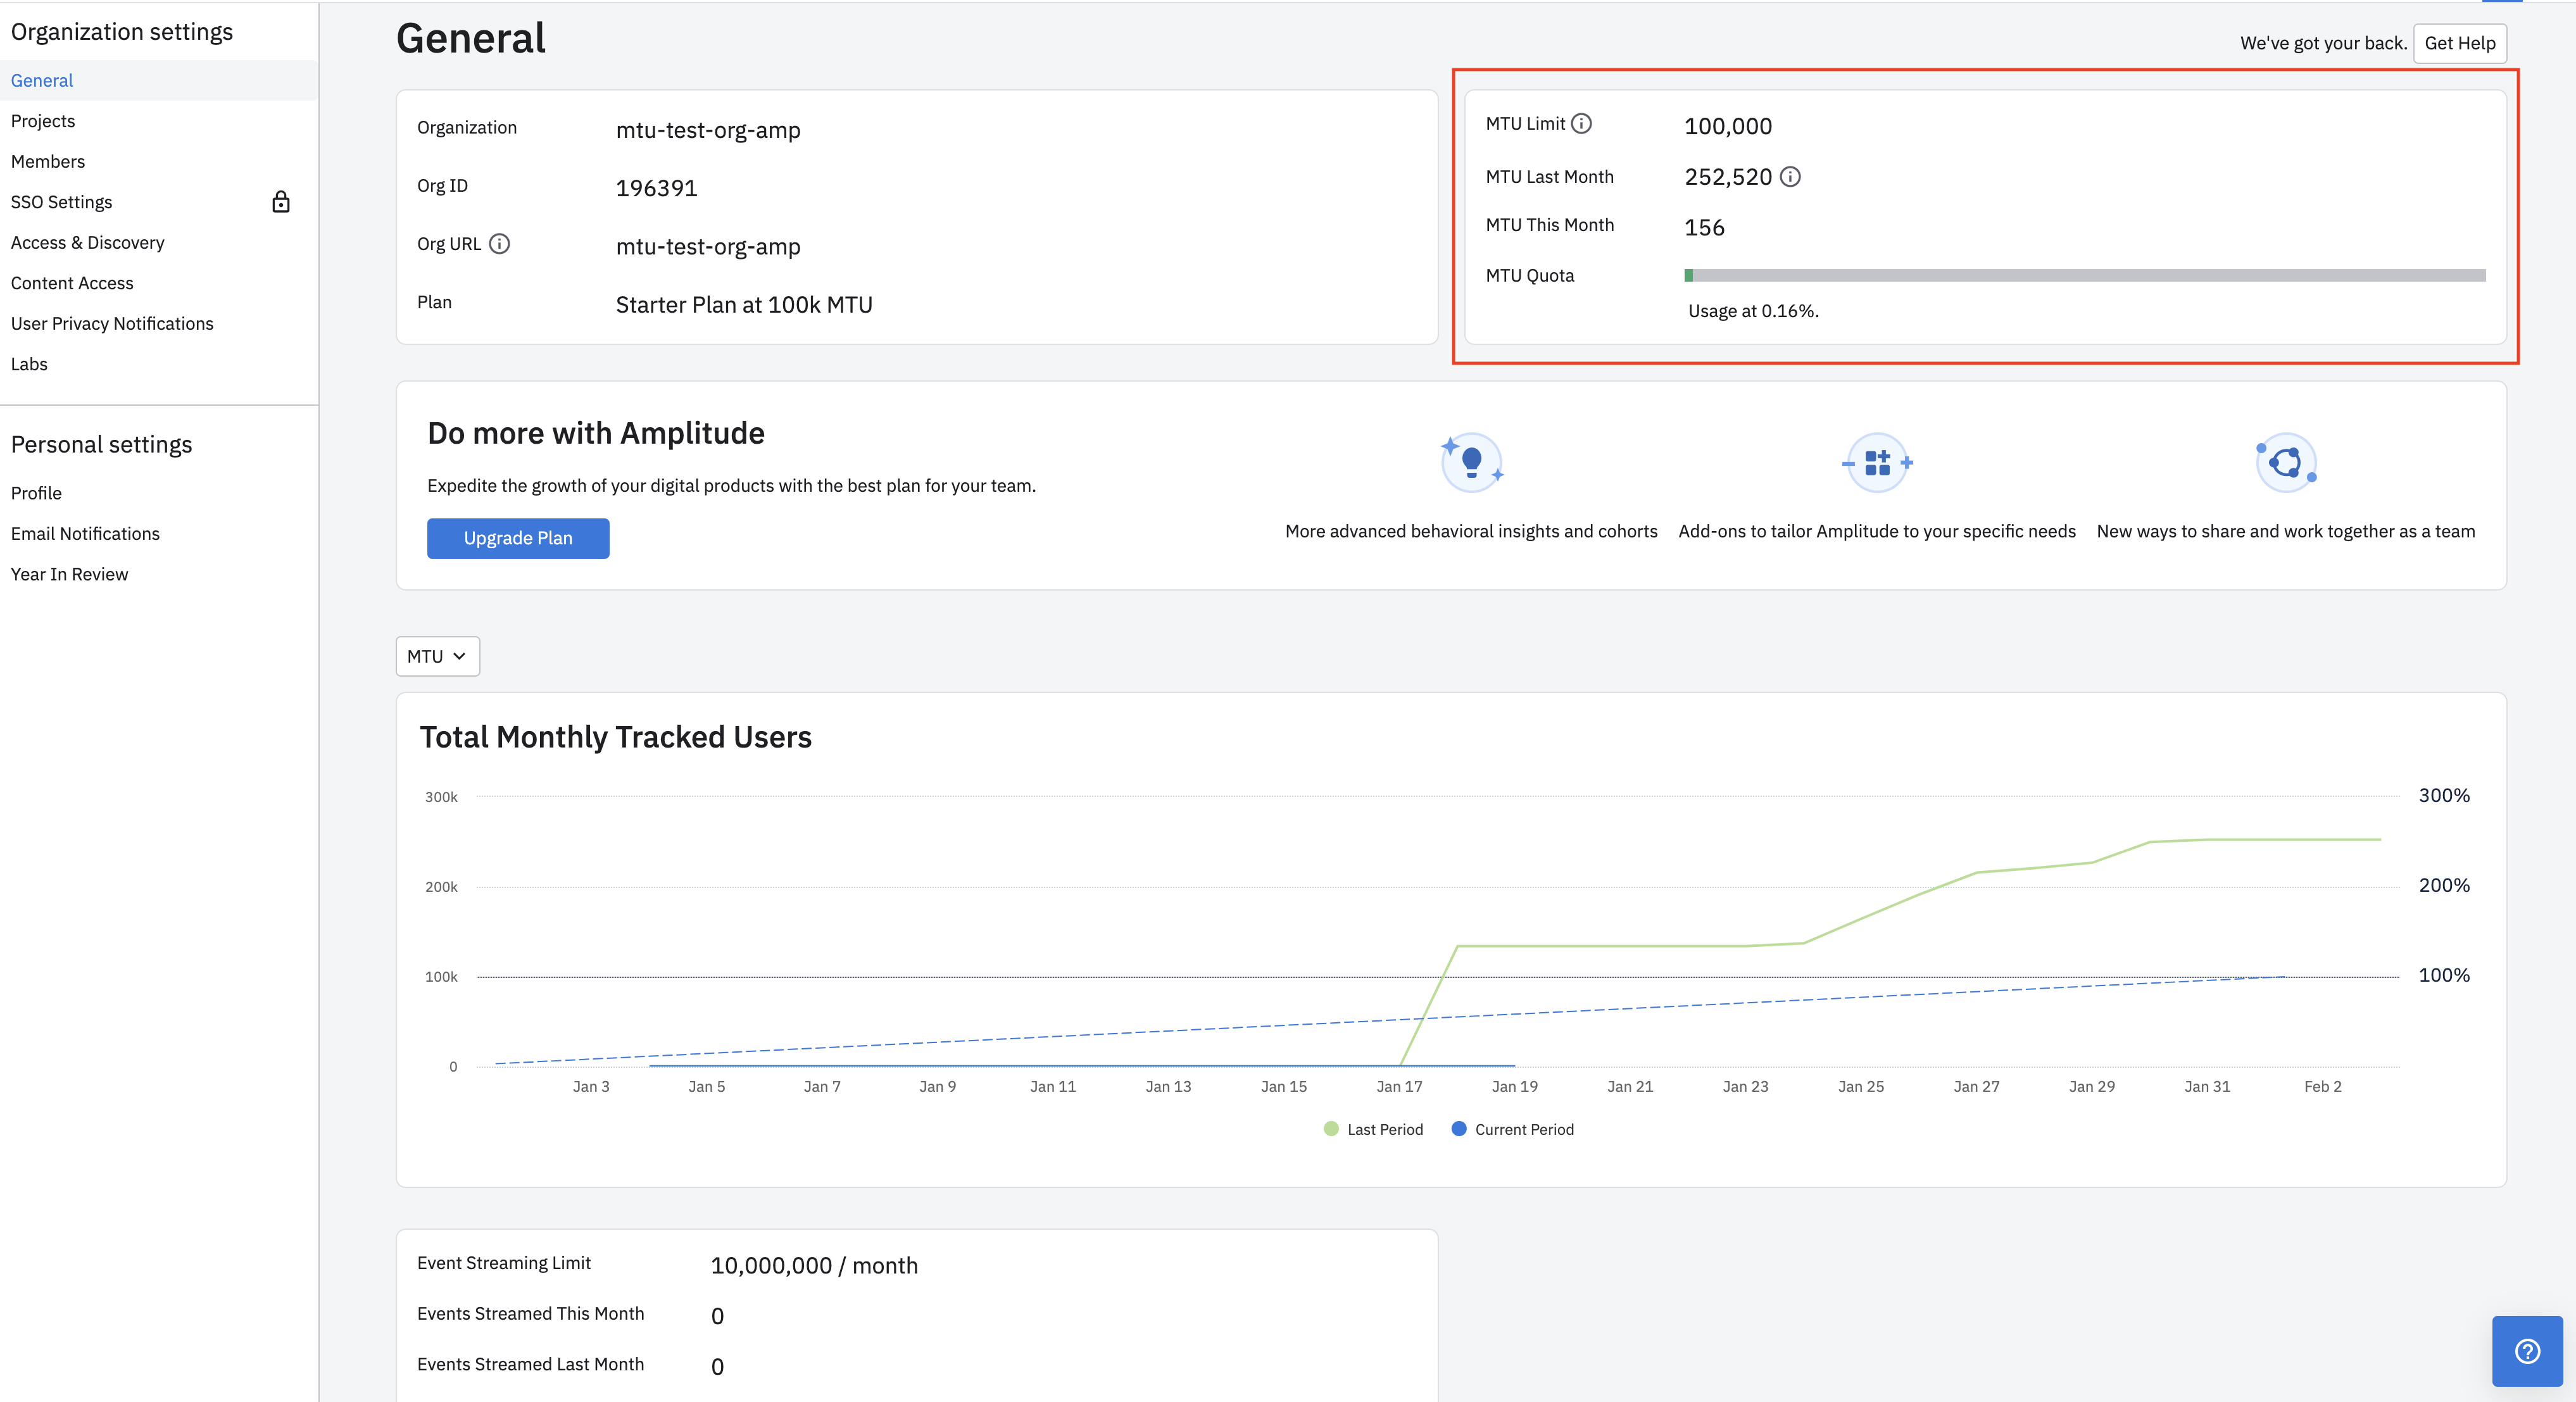 Organization settings
General
Projects
Members
SSO Settings
Access & Discovery
Content Access
User Privacy Notifications
Labs
Personal settings
Profile
Email Notifications
Year In Review
General
We've got your back. Get Help
Organization mtu-test-org-amp
Org ID 196391
Org URL mtu-test-org-amp
Plan Starter Plan at 100k MTU
MTU Limit 100,000
MTU Last Month 252,520
MTU This Month 156
MTU Quota
Usage at 0.16%.
Do more with Amplitude
Expedite the growth of your digital products with the best plan for your team.
Upgrade Plan
More advanced behavioral insights and cohorts
Add-ons to tailor Amplitude to your specific needs
New ways to share and work together as a team
MTU
Total Monthly Tracked Users
300k 300%
200k 200%
100k 100%
0
Jan 3 Jan 5 Jan 7 Jan 9 Jan 11 Jan 13 Jan 15 Jan 17 Jan 19 Jan 21 Jan 23 Jan 25 Jan 27 Jan 29 Jan 31 Feb 2
Last Period Current Period
Event Streaming Limit 10,000,000 / month
Events Streamed This Month 0
Events Streamed Last Month 0